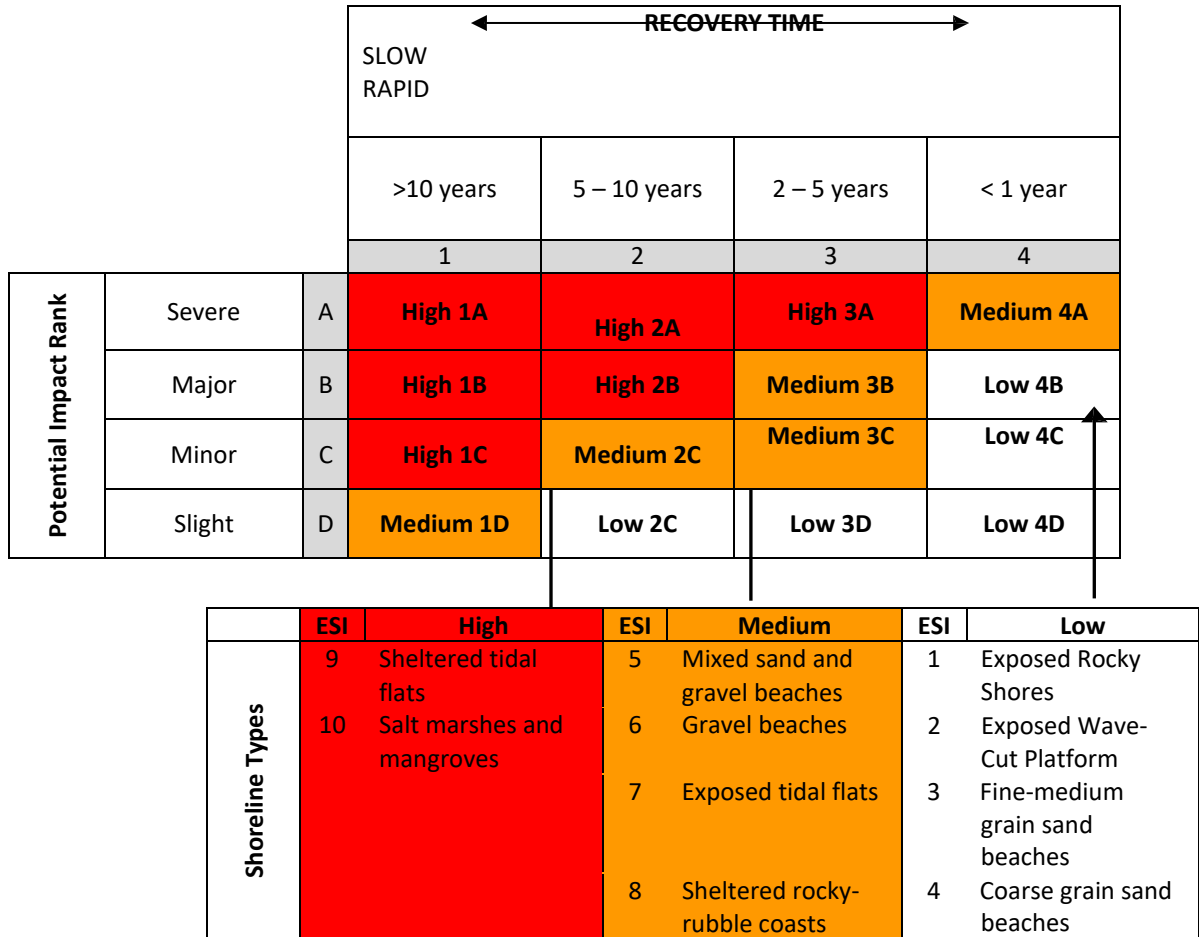 RECOVERY TIME
SLOW
RAPID
>10 years
5 – 10 years
2 – 5 years
< 1 year
1
2
3
4
Potential Impact Rank
Severe
A
High 1A
High 2A
High 3A
Medium 4A
Major
B
High 1B
High 2B
Medium 3B
Low 4B
Minor
C
High 1C
Medium 2C
Medium 3C
Low 4C
Slight
D
Medium 1D
Low 2C
Low 3D
Low 4D
ESI
High
ESI
Medium
ESI
Low
Shoreline Types
9
Sheltered tidal
flats
10
Salt marshes and
mangroves
5
Mixed sand and
gravel beaches
6
Gravel beaches
7
Exposed tidal flats
8
Sheltered rocky-
rubble coasts
1
Exposed Rocky
Shores
2
Exposed Wave-
Cut Platform
3
Fine-medium
grain sand
beaches
4
Coarse grain sand
beaches